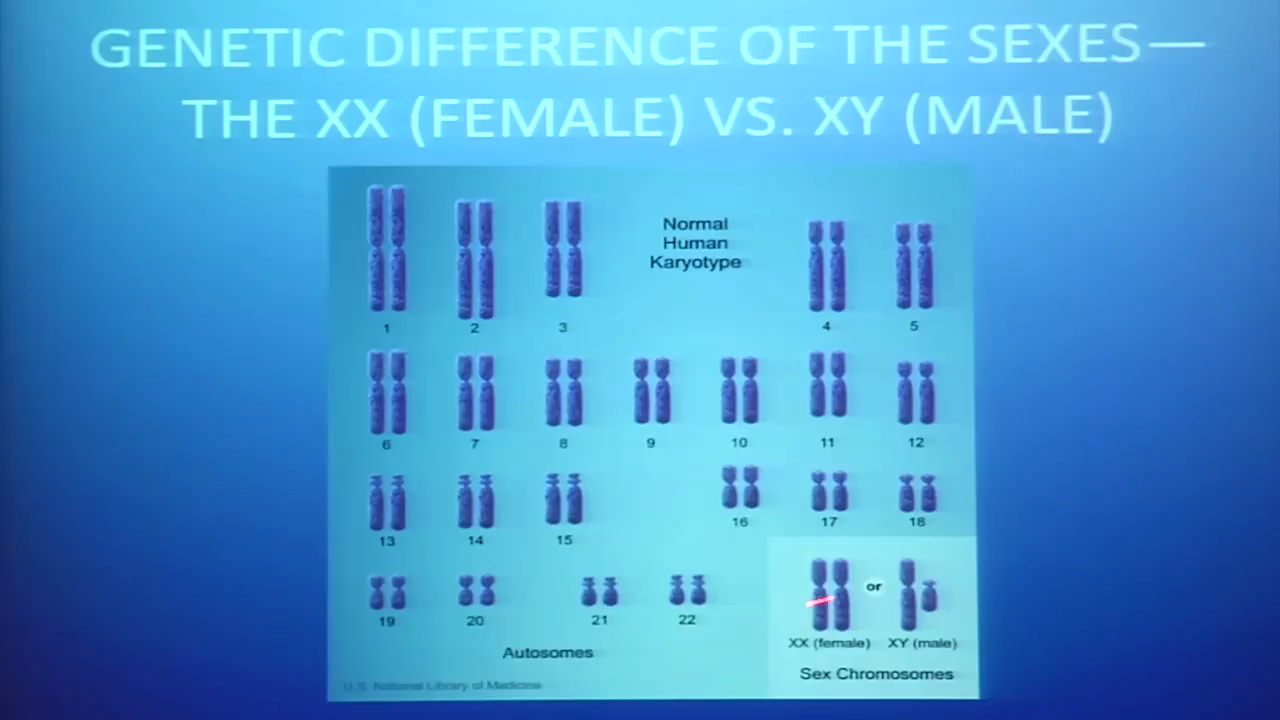 GENETIC DIFFERENCE OF THE SEXES—
THE XX (FEMALE) VS. XY (MALE)
Normal
Human
Karyotype
1 2 3 4 5
6 7 8 9 10 11 12
13 14 15 16 17 18
19 20 21 22
or
XX (female) XY (male)
Autosomes
Sex Chromosomes
U.S. National Library of Medicine